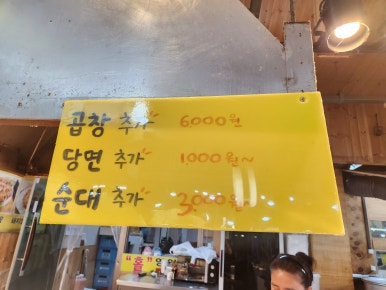 곱창 추가 6,000원
당면 추가 1,000원~
순대 추가 3,000원~
"홀"